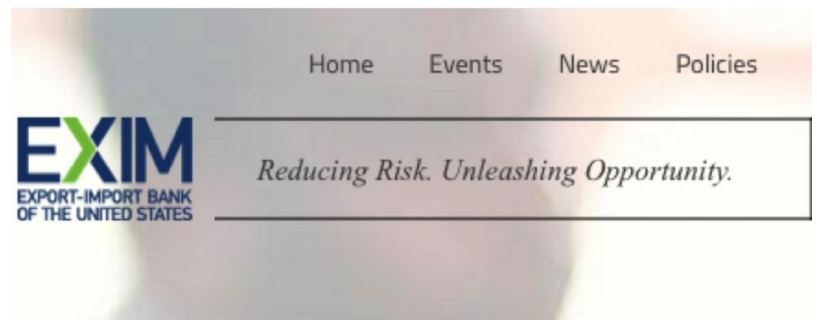 Home Events News Policies
EXIM
EXPORT-IMPORT BANK
OF THE UNITED STATES
Reducing Risk. Unleashing Opportunity.